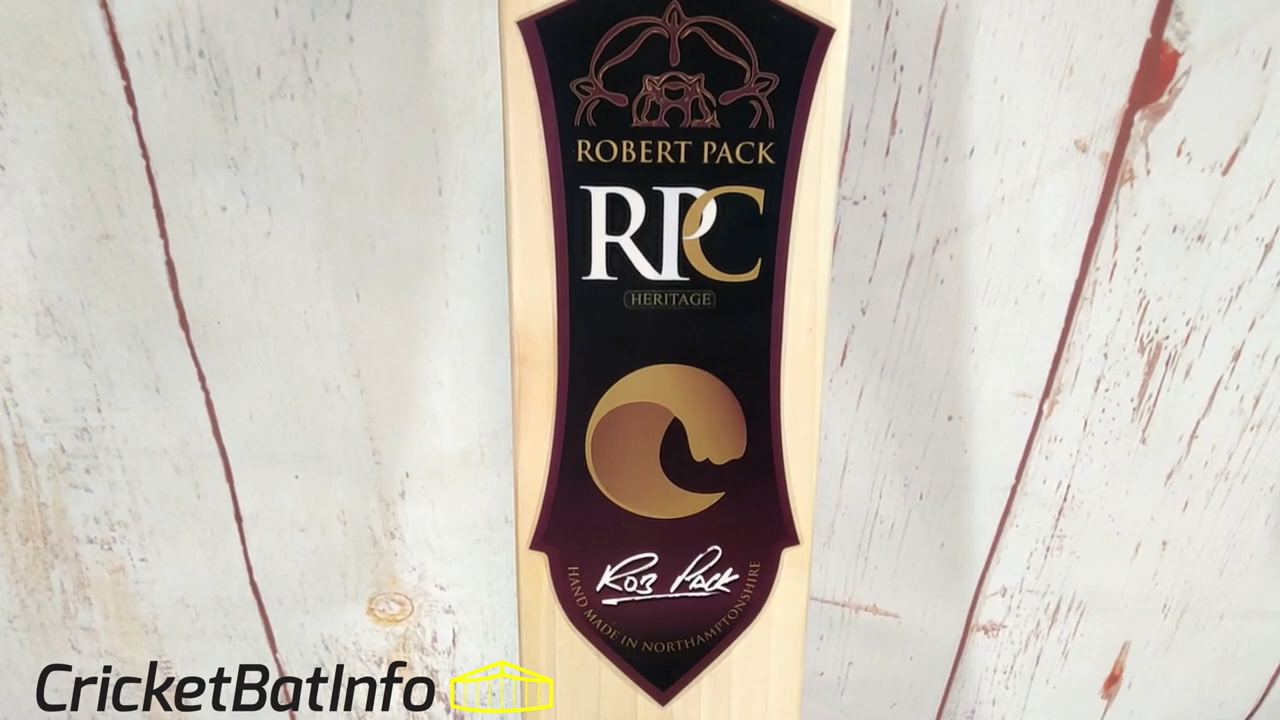 ROBERT PACK
RPC
HERITAGE
Rob Pack
HAND MADE IN NORTHAMPTONSHIRE
CricketBatInfo